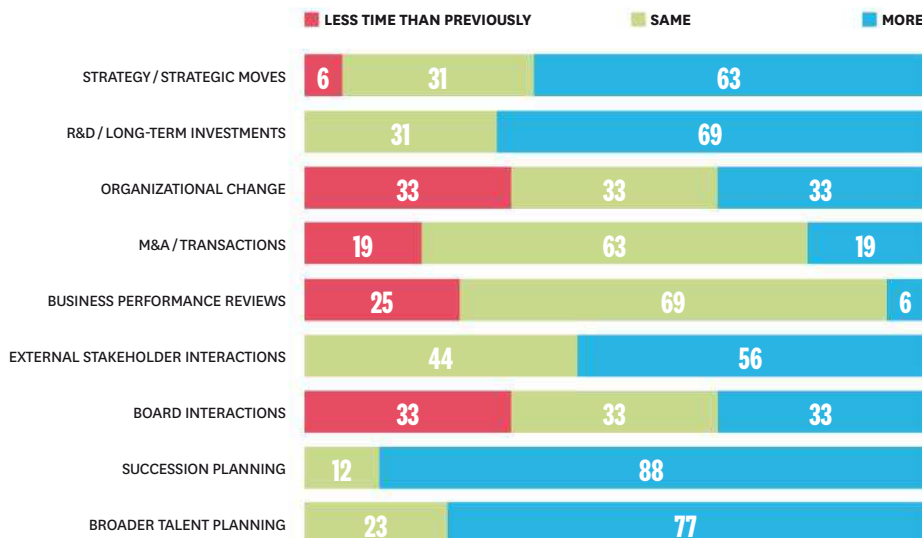 LESS TIME THAN PREVIOUSLY SAME MORE
STRATEGY / STRATEGIC MOVES 6 31 63
R&D / LONG-TERM INVESTMENTS 31 69
ORGANIZATIONAL CHANGE 33 33 33
M&A / TRANSACTIONS 19 63 19
BUSINESS PERFORMANCE REVIEWS 25 69 6
EXTERNAL STAKEHOLDER INTERACTIONS 44 56
BOARD INTERACTIONS 33 33 33
SUCCESSION PLANNING 12 88
BROADER TALENT PLANNING 23 77